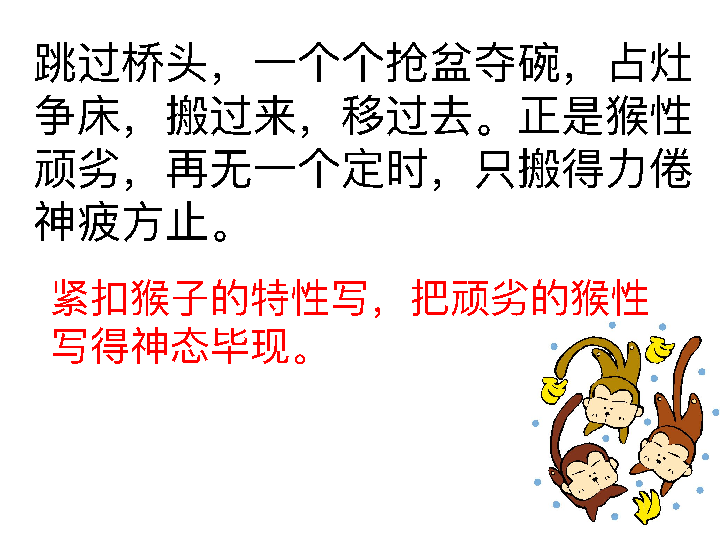 跳过桥头，一个个抢盆夺碗，占灶
争床，搬过来，移过去。正是猴性
顽劣，再无一个定时，只搬得力倦
神疲方止。
紧扣猴子的特性写，把顽劣的猴性
写得神态毕现。